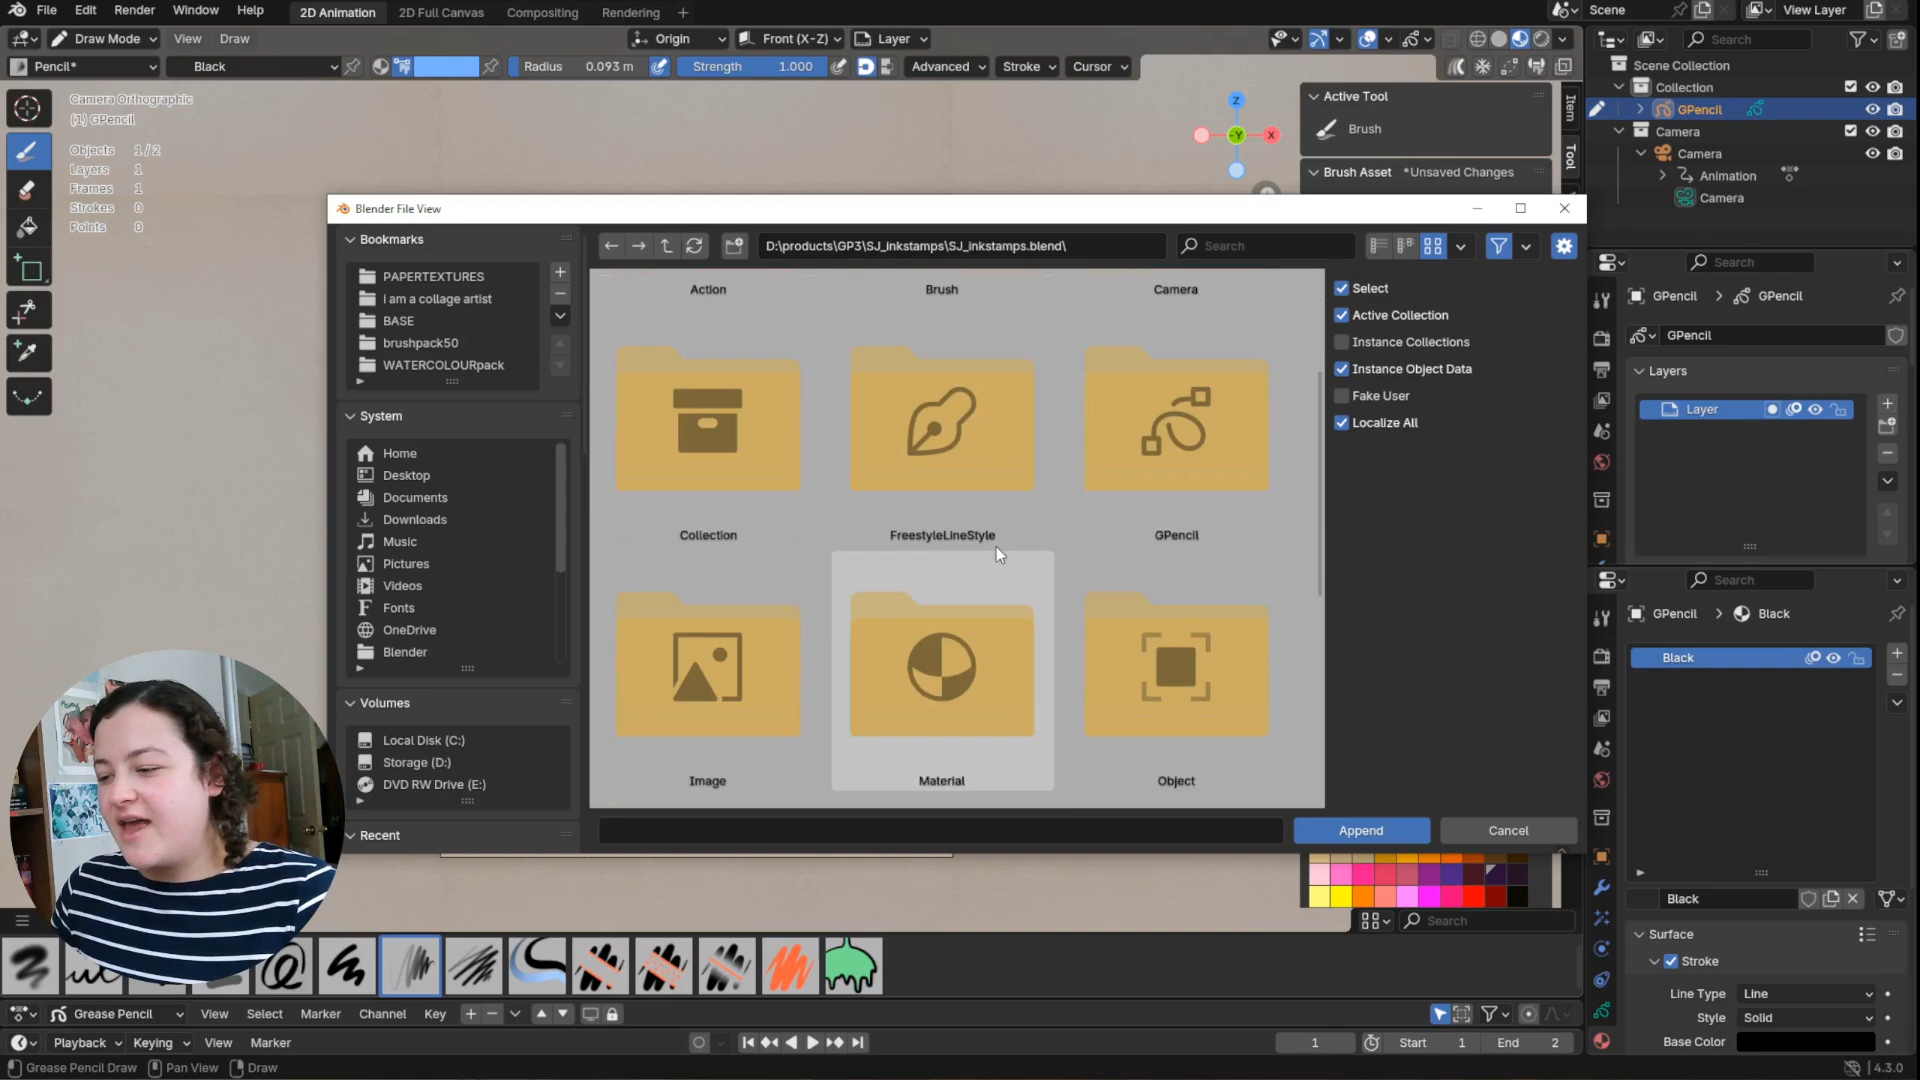 File Edit Render Window Help 2D Animation 2D Full Canvas Compositing Rendering Scene View Layer
Draw Mode View Draw Origin Front (X-Z) Layer Search
Pencil* Black Radius 0.093 m Strength 1.000 Advanced Stroke Cursor
Camera Orthographic
(1) GPencil
Objects 1 / 2
Layers 1
Frames 1
Strokes 0
Points 0
Z
-Y
X
Active Tool
Brush
Brush Asset *Unsaved Changes
Item
Tool
Scene Collection
Collection
GPencil
Camera
Camera
Animation
Camera
Blender File View
Bookmarks
PAPERTEXTURES
i am a collage artist
BASE
brushpack50
WATERCOLOURpack
System
Home
Desktop
Documents
Downloads
Music
Pictures
Videos
Fonts
OneDrive
Blender
Volumes
Local Disk (C:)
Storage (D:)
DVD RW Drive (E:)
Recent
D:\products\GP3\SJ_inkstamps\SJ_inkstamps.blend\
Search
Action Brush Camera
Collection FreestyleLineStyle GPencil
Image Material Object
Select
Active Collection
Instance Collections
Instance Object Data
Fake User
Localize All
Append Cancel
Search
GPencil GPencil
GPencil
Layers
Layer
Search
GPencil Black
Black
Black
Surface
Stroke
Line Type Line
Style Solid
Base Color
Search
Grease Pencil View Select Marker Channel Key
Playback Keying View Marker 1 Start 1 End 2
Grease Pencil Draw Pan View Draw 4.3.0